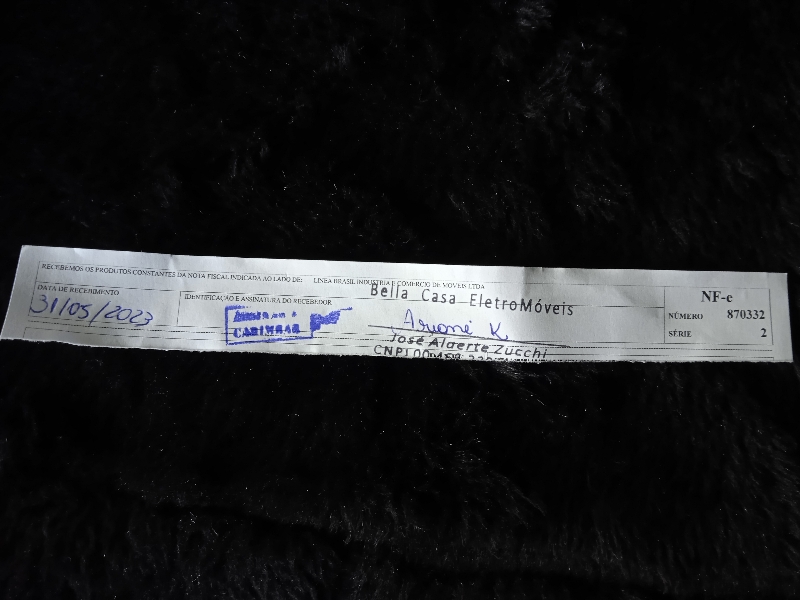 RECEBEMOS OS PRODUTOS CONSTANTES DA NOTA FISCAL INDICADA AO LADO DE: LINEA BRASIL INDUSTRIA E COMERCIO DE MOVEIS LTDA
DATA DE RECEBIMENTO
31/05/2023
IDENTIFICAÇÃO E ASSINATURA DO RECEBEDOR
CARIMBAR
Bella Casa EletroMóveis
K
José Alaerte Zucchi
NF-e
NÚMERO 870332
SÉRIE 2